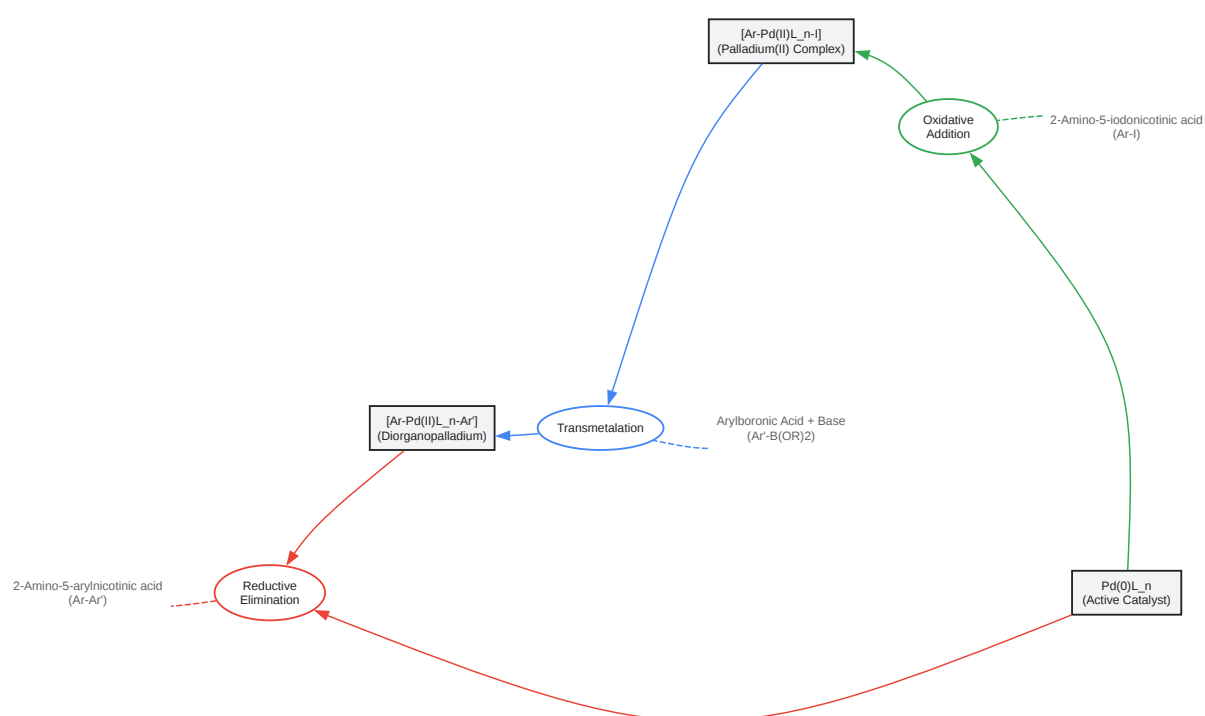 [Ar-Pd(II)L_n-I]
(Palladium(II) Complex)
Oxidative
Addition
2-Amino-5-iodonicotinic acid
(Ar-I)
[Ar-Pd(II)L_n-Ar']
(Diorganopalladium)
Transmetalation
Arylboronic Acid + Base
(Ar'-B(OR)2)
2-Amino-5-arylnicotinic acid
(Ar-Ar')
Reductive
Elimination
Pd(0)L_n
(Active Catalyst)